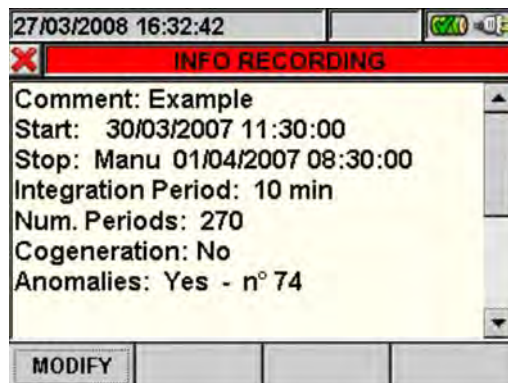 27/03/2008 16:32:42
INFO RECORDING
Comment: Example
Start: 30/03/2007 11:30:00
Stop: Manu 01/04/2007 08:30:00
Integration Period: 10 min
Num. Periods: 270
Cogeneration: No
Anomalies: Yes - n° 74
MODIFY